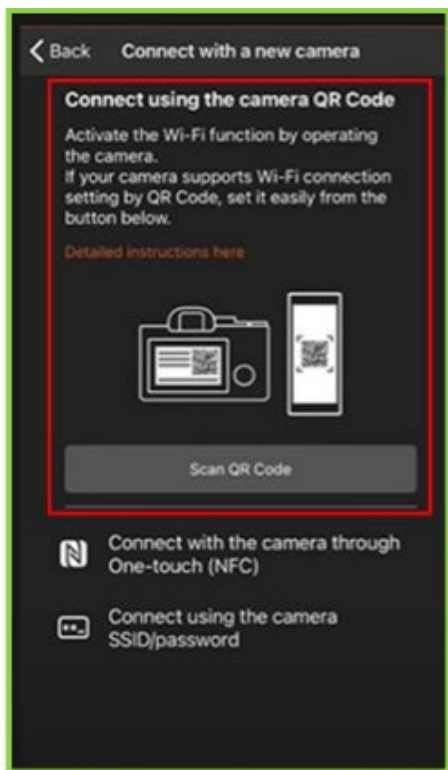 Back
Connect with a new camera
Connect using the camera QR Code
Activate the Wi-Fi function by operating
the camera.
If your camera supports Wi-Fi connection
setting by QR Code, set it easily from the
button below.
Detailed instructions here
Scan QR Code
Connect with the camera through
One-touch (NFC)
Connect using the camera
SSID/password